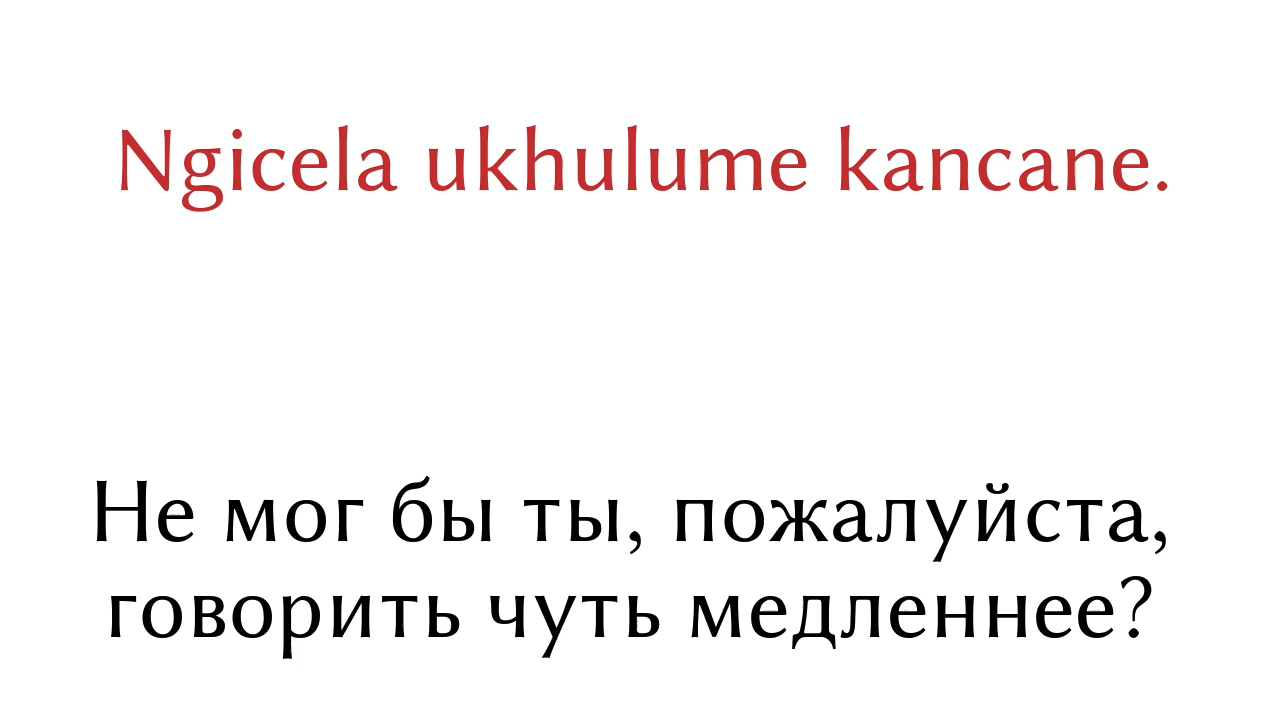 Ngicela ukhulume kancane.
Не мог бы ты, пожалуйста,
говорить чуть медленнее?